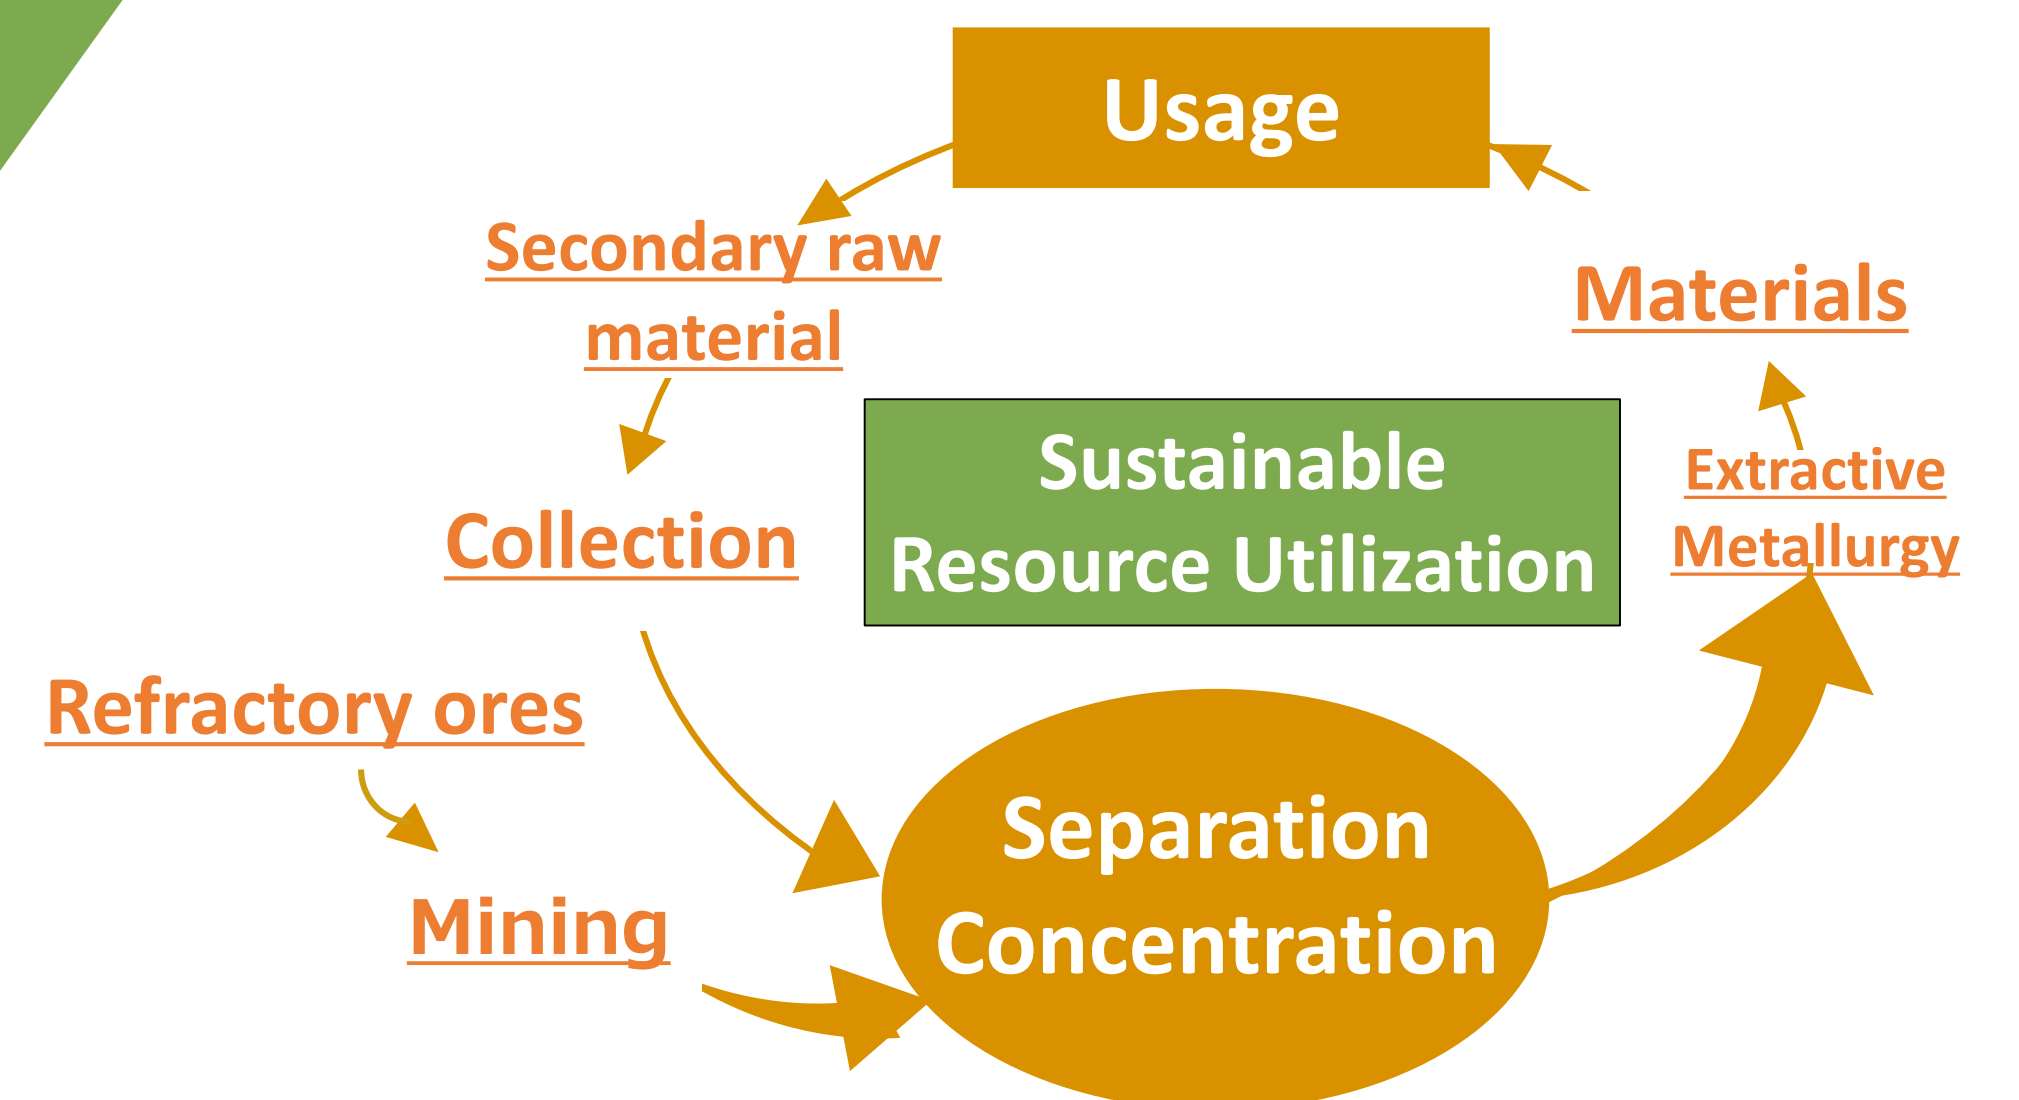 Usage
Secondary raw
material
Materials
Sustainable
Resource Utilization
Extractive
Metallurgy
Collection
Refractory ores
Separation
Concentration
Mining